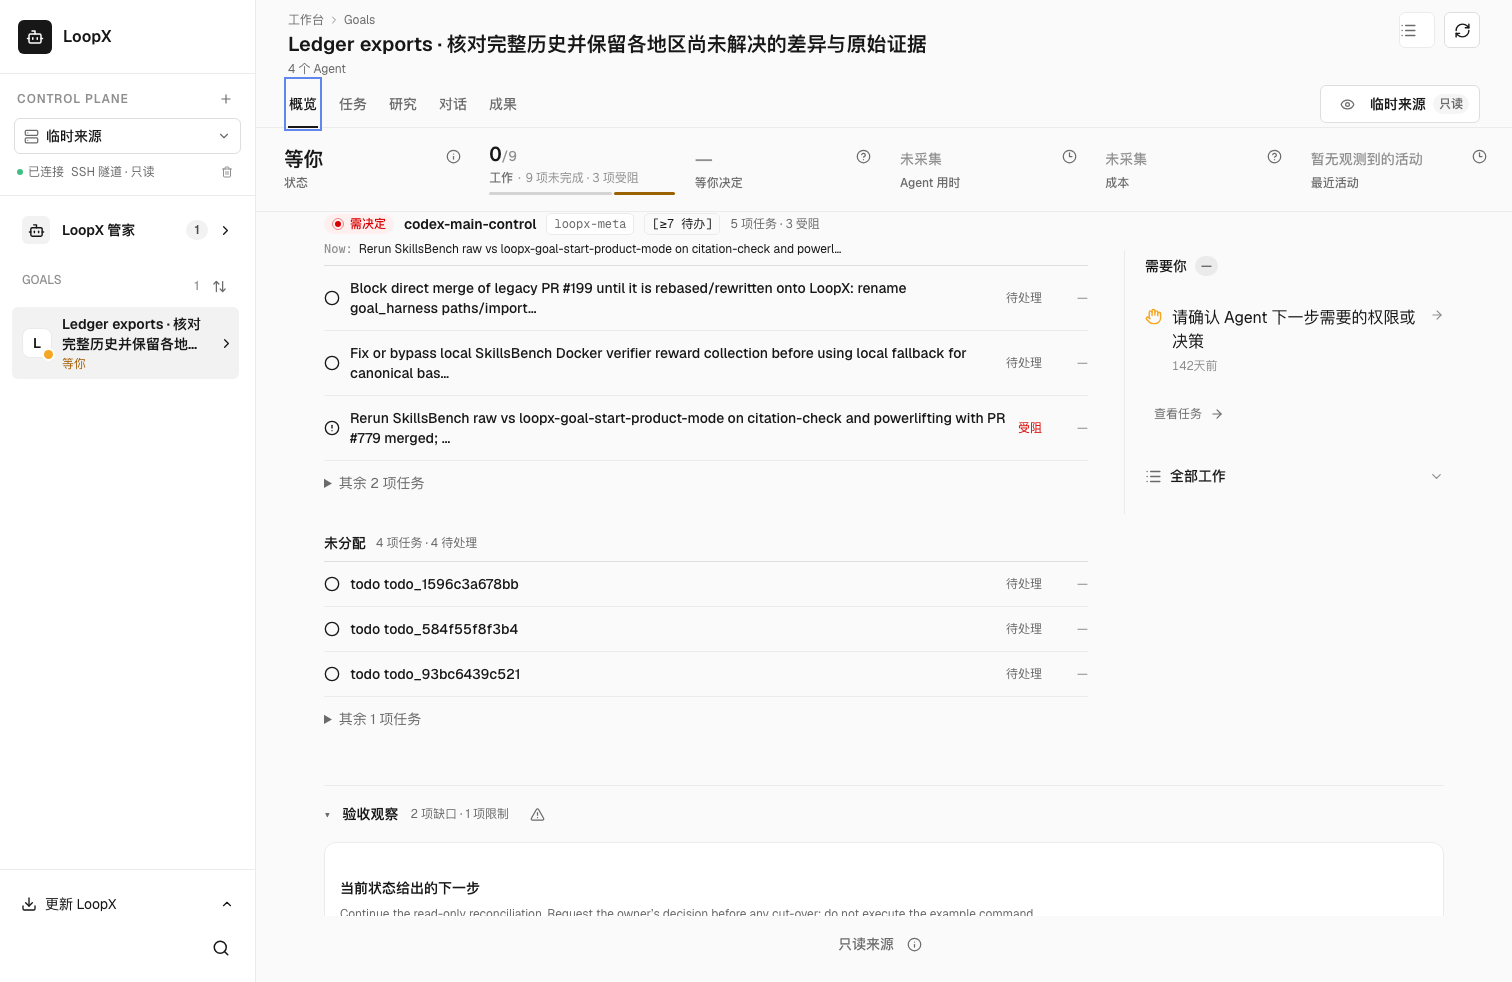 LoopX
CONTROL PLANE
临时来源
已连接 SSH 隧道 · 只读
LoopX 管家 1
GOALS 1
L
Ledger exports · 核对
完整历史并保留各地...
等你
更新 LoopX
工作台 > Goals
Ledger exports · 核对完整历史并保留各地区尚未解决的差异与原始证据
4 个 Agent
概览 任务 研究 对话 成果
临时来源 只读
等你
状态
0/9
工作 · 9 项未完成 · 3 项受阻
—
等你决定
未采集
Agent 用时
未采集
成本
暂无观测到的活动
最近活动
需决定 codex-main-control loopx-meta [≥7 待办] 5 项任务 · 3 受阻
Now: Rerun SkillsBench raw vs loopx-goal-start-product-mode on citation-check and powerl...
Block direct merge of legacy PR #199 until it is rebased/rewritten onto LoopX: rename
goal_harness paths/import...
待处理 —
Fix or bypass local SkillsBench Docker verifier reward collection before using local fallback for
canonical bas...
待处理 —
Rerun SkillsBench raw vs loopx-goal-start-product-mode on citation-check and powerlifting with PR
#779 merged; ...
受阻 —
其余 2 项任务
未分配 4 项任务 · 4 待处理
todo todo_1596c3a678bb 待处理 —
todo todo_584f55f8f3b4 待处理 —
todo todo_93bc6439c521 待处理 —
其余 1 项任务
需要你 —
请确认 Agent 下一步需要的权限或
决策
142天前
查看任务
全部工作
验收观察 2 项缺口 · 1 项限制
当前状态给出的下一步
Continue the read-only reconciliation. Request the owner's decision before any cut-over; do not execute the example command
只读来源